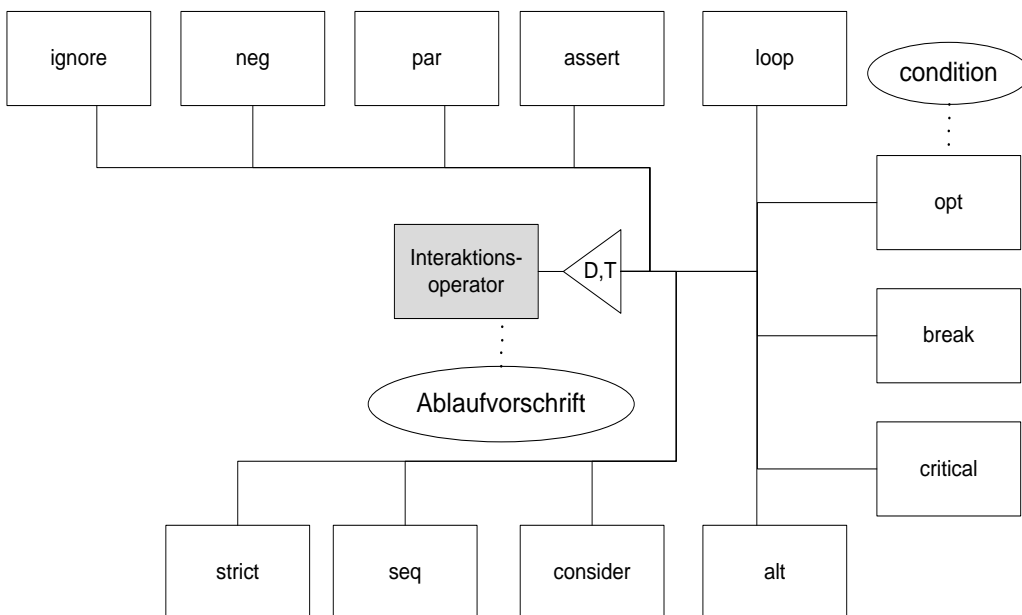 ignore
neg
par
assert
loop
condition
opt
Interaktions-
operator
D,T
break
Ablaufvorschrift
critical
strict
seq
consider
alt